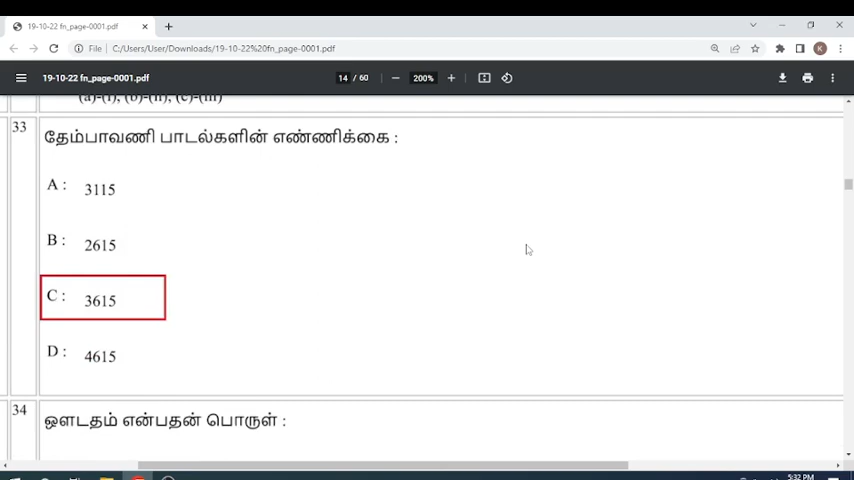 19-10-22 fn_page-0001.pdf
File
C:/Users/User/Downloads/19-10-22%20fn_page-0001.pdf
K
19-10-22 fn_page-0001.pdf
14 / 60
200%
(a)-(i), (b)-(ii), (c)-(iii)
33
தேம்பாவணி பாடல்களின் எண்ணிக்கை :
A : 3115
B : 2615
C : 3615
D : 4615
34
ஔடதம் என்பதன் பொருள் :
5:32 PM